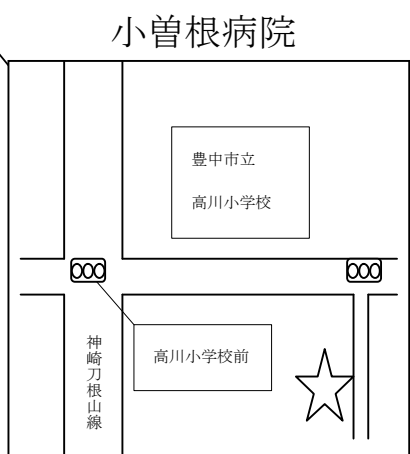 小曽根病院
豊中市立
高川小学校
高川小学校前
神崎刀根山線